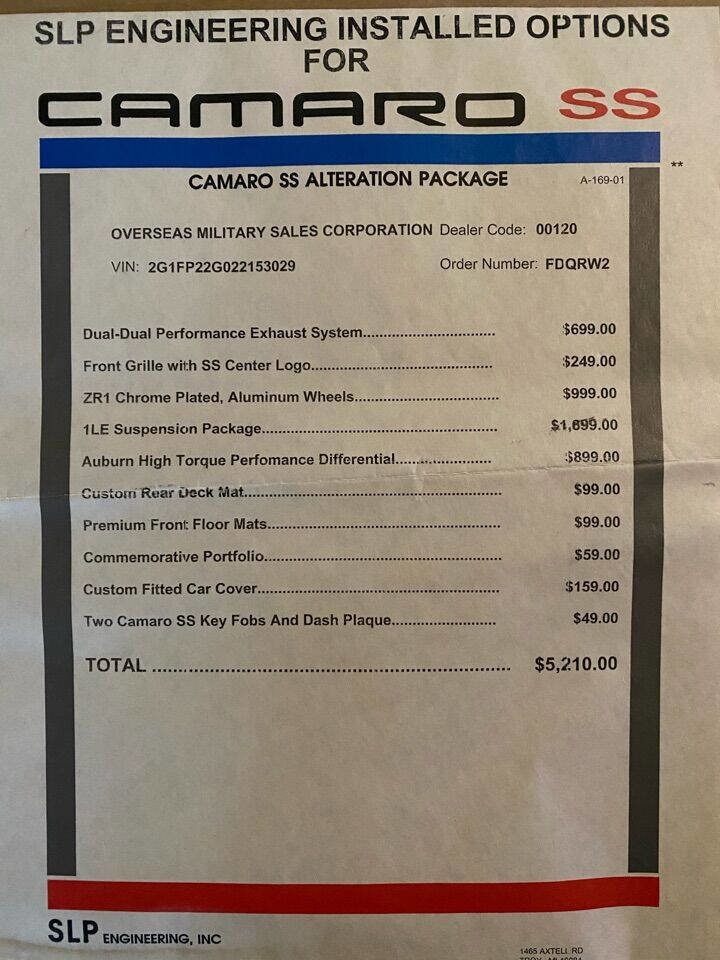 SLP ENGINEERING INSTALLED OPTIONS
FOR
CAMARO SS
**
CAMARO SS ALTERATION PACKAGE A-169-01
OVERSEAS MILITARY SALES CORPORATION Dealer Code: 00120
VIN: 2G1FP22G022153029 Order Number: FDQRW2
Dual-Dual Performance Exhaust System................................ $699.00
Front Grille with SS Center Logo............................................ $249.00
ZR1 Chrome Plated, Aluminum Wheels................................... $999.00
1LE Suspension Package......................................................... $1,699.00
Auburn High Torque Perfomance Differential....................... $899.00
Custom Rear Deck Mat.............................................................. $99.00
Premium Front Floor Mats........................................................ $99.00
Commemorative Portfolio......................................................... $59.00
Custom Fitted Car Cover........................................................... $159.00
Two Camaro SS Key Fobs And Dash Plaque......................... $49.00
TOTAL ................................................................ $5,210.00
SLP ENGINEERING, INC
1465 AXTELL RD